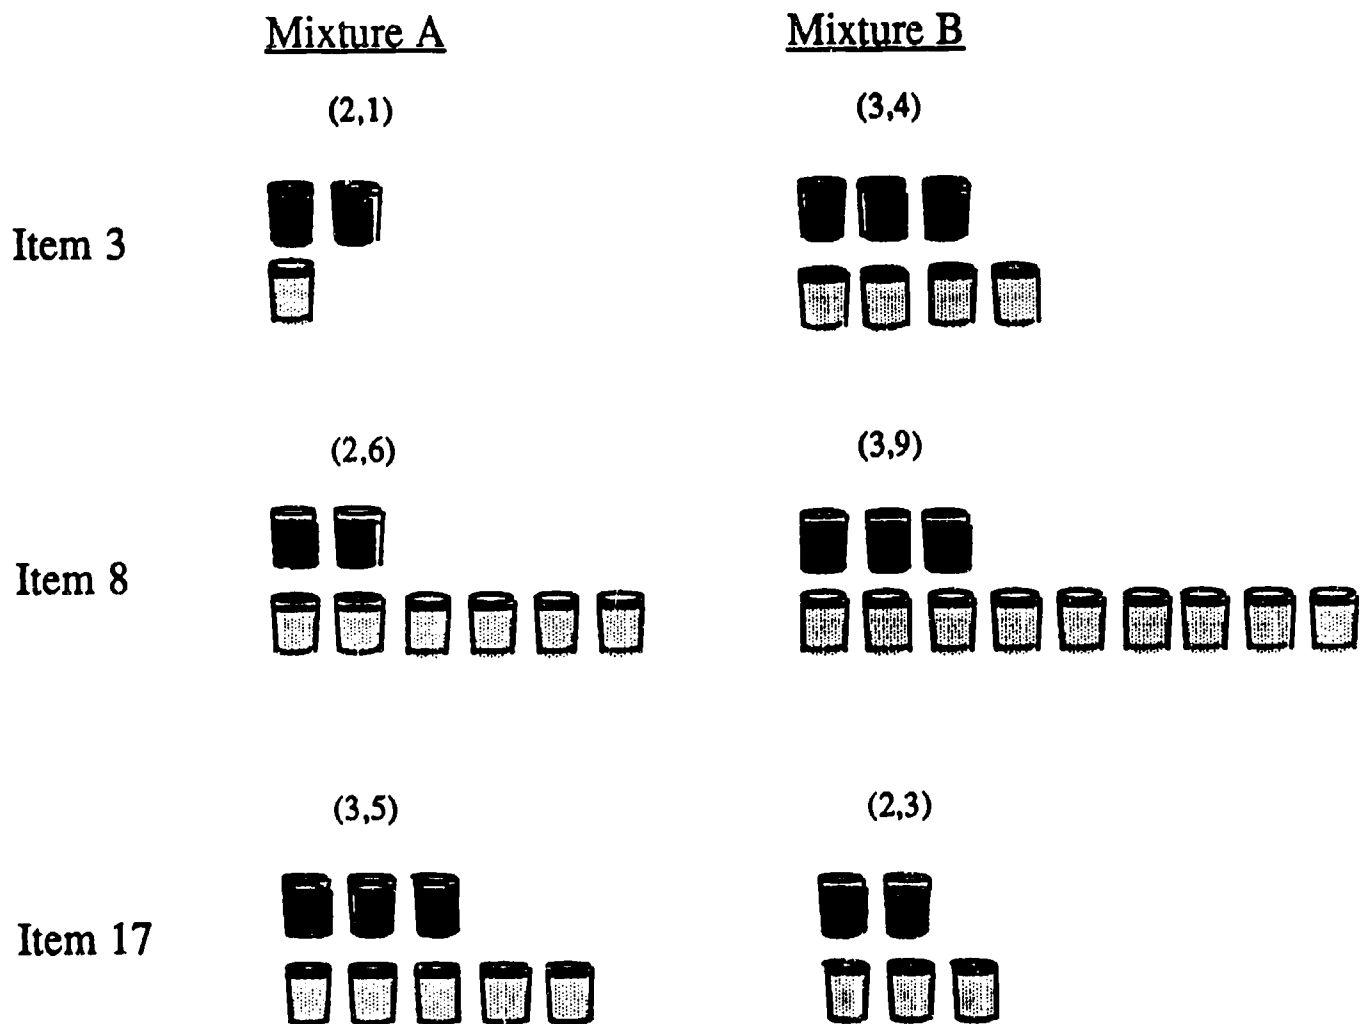 Mixture A Mixture B
(2,1) (3,4)
Item 3
(2,6) (3,9)
Item 8
(3,5) (2,3)
Item 17